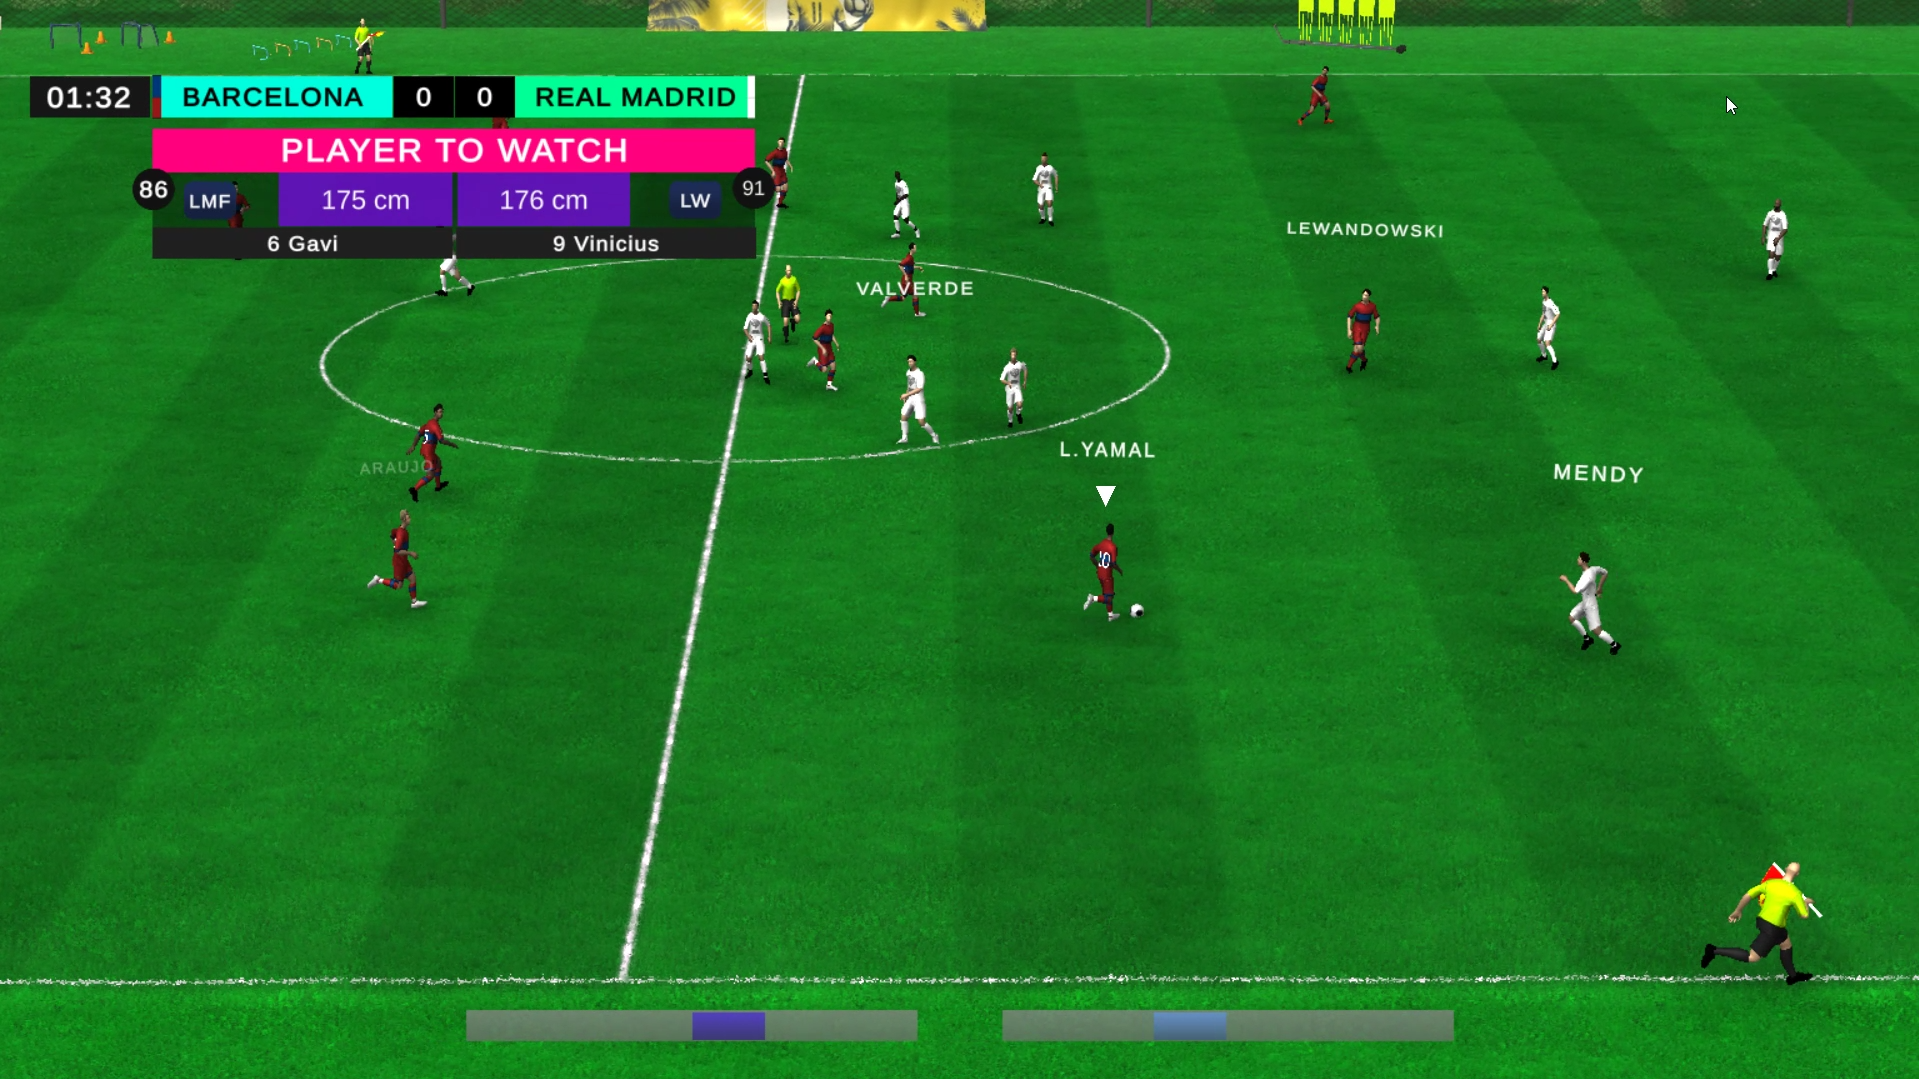 01:32 BARCELONA 0 0 REAL MADRID
PLAYER TO WATCH
86 LMF 175 cm 176 cm LW 91
6 Gavi 9 Vinicius
LEWANDOWSKI
VALVERDE
L.YAMAL
ARAUJO
MENDY
10